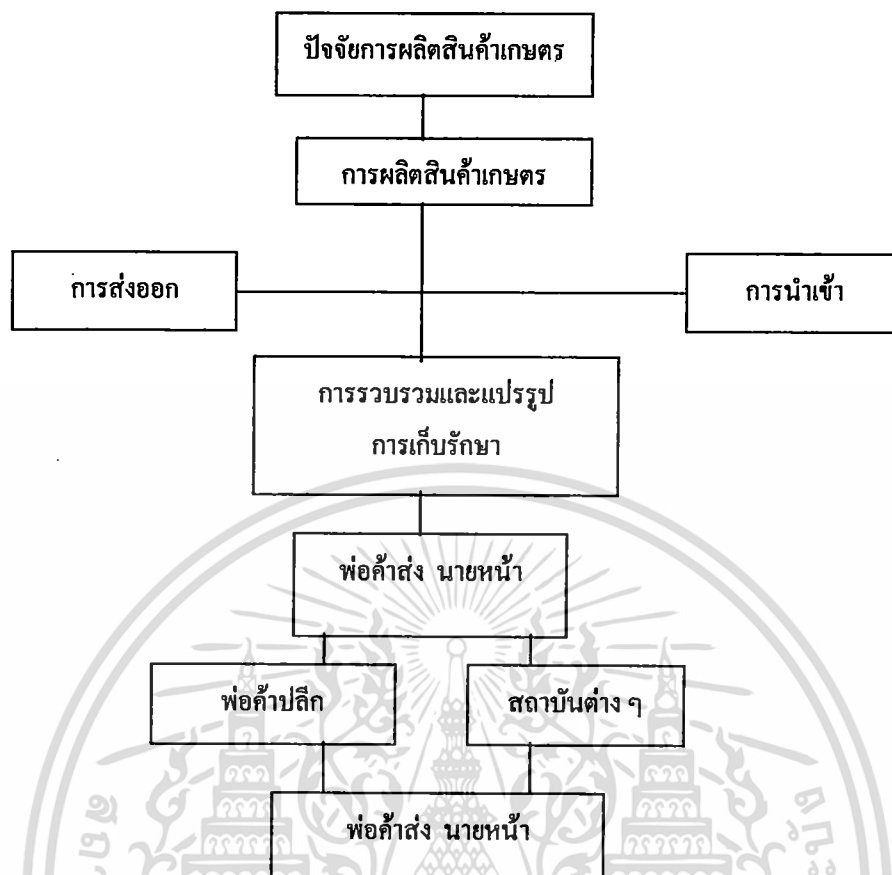 ปัจจัยการผลิตสินค้าเกษตร
การผลิตสินค้าเกษตร
การส่งออก
การนำเข้า
การรวบรวมและแปรรูป
การเก็บรักษา
พ่อค้าส่ง นายหน้า
พ่อค้าปลีก
สถาบันต่าง ๆ
พ่อค้าส่ง นายหน้า